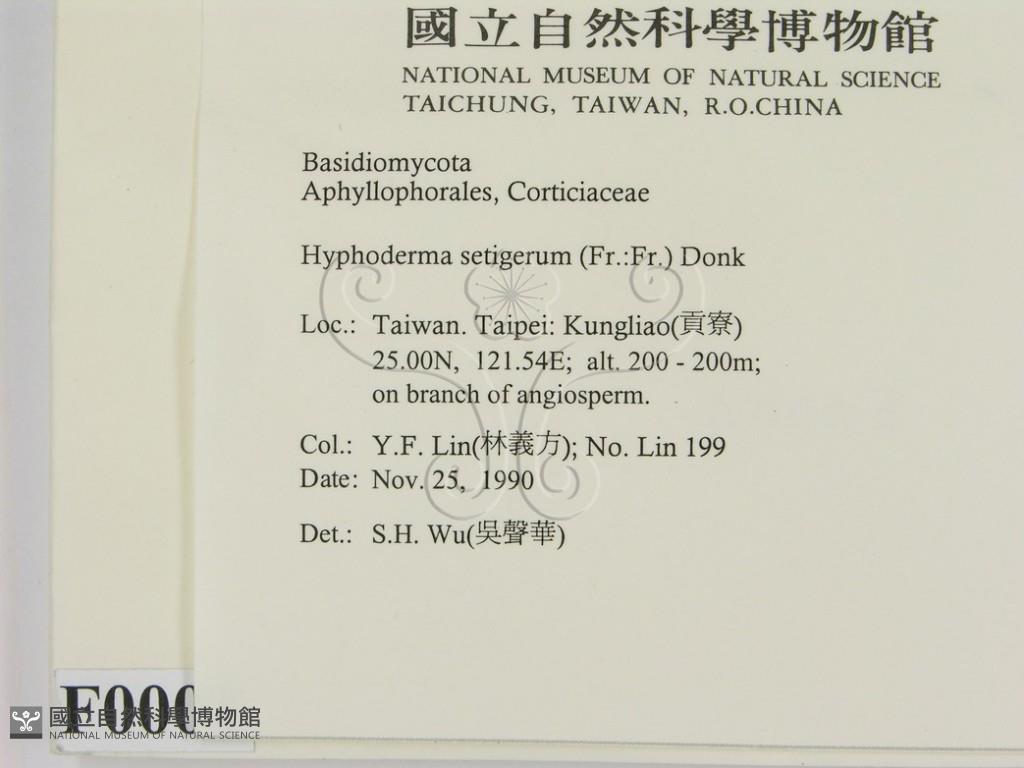 國立自然科學博物館
NATIONAL MUSEUM OF NATURAL SCIENCE
TAICHUNG, TAIWAN, R.O.CHINA
Basidiomycota
Aphyllophorales, Corticiaceae
Hyphoderma setigerum (Fr.:Fr.) Donk
Loc.: Taiwan. Taipei: Kungliao(貢寮)
25.00N, 121.54E; alt. 200 - 200m;
on branch of angiosperm.
Col.: Y.F. Lin(林義方); No. Lin 199
Date: Nov. 25, 1990
Det.: S.H. Wu(吳聲華)
F000
國立自然科學博物館
NATIONAL MUSEUM OF NATURAL SCIENCE